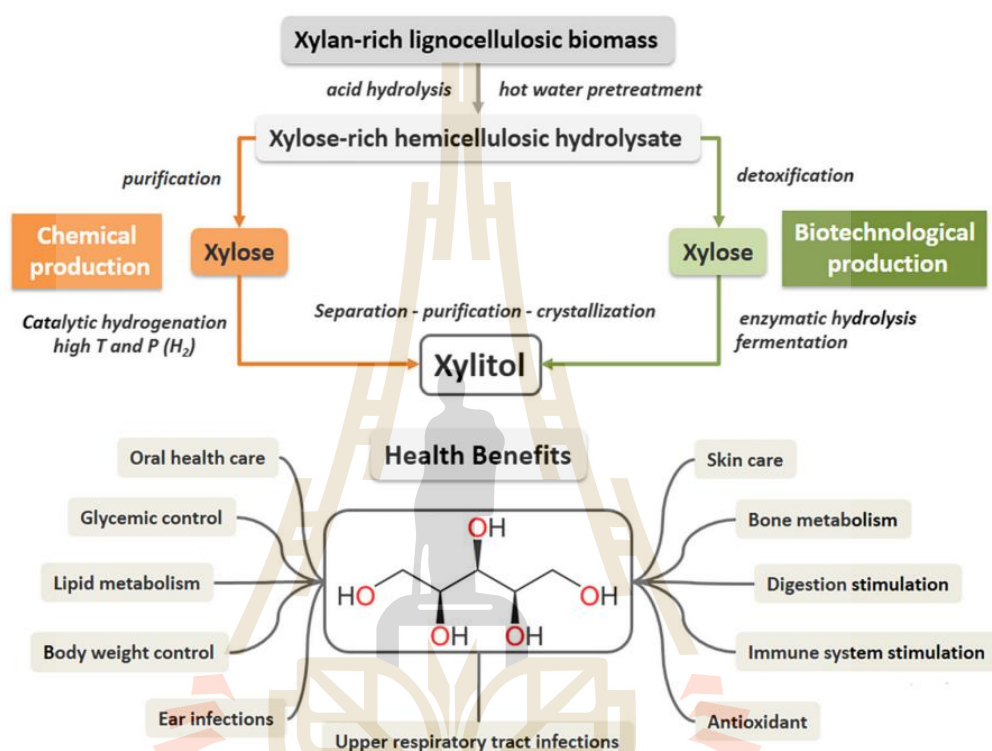 Xylan-rich lignocellulosic biomass
acid hydrolysis hot water pretreatment
Xylose-rich hemicellulosic hydrolysate
purification
detoxification
Chemical
production
Xylose
Xylose
Biotechnological
production
Catalytic hydrogenation
high T and P (H₂)
Separation - purification - crystallization
enzymatic hydrolysis
fermentation
Xylitol
Health Benefits
Oral health care
Glycemic control
Lipid metabolism
Body weight control
Ear infections
OH
HO
OH
OH
OH
Upper respiratory tract infections
Skin care
Bone metabolism
Digestion stimulation
Immune system stimulation
Antioxidant